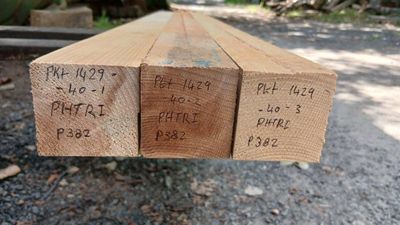 PKt 1429 -
- 40 - 1
PHTRI
P382
PKt 1429
- 40 - 2
PHTRI
P382
PKt 1429
- 40 - 3
PHTRI
P382